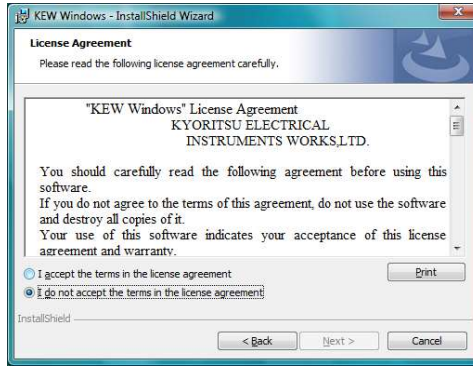 KEW Windows - InstallShield Wizard
License Agreement
Please read the following license agreement carefully.
"KEW Windows" License Agreement
KYORITSU ELECTRICAL
INSTRUMENTS WORKS,LTD.
You should carefully read the following agreement before using this
software.
If you do not agree to the terms of this agreement, do not use the software
and destroy all copies of it.
Your use of this software indicates your acceptance of this license
agreement and warranty.
I accept the terms in the license agreement
Print
I do not accept the terms in the license agreement
InstallShield
< Back
Next >
Cancel